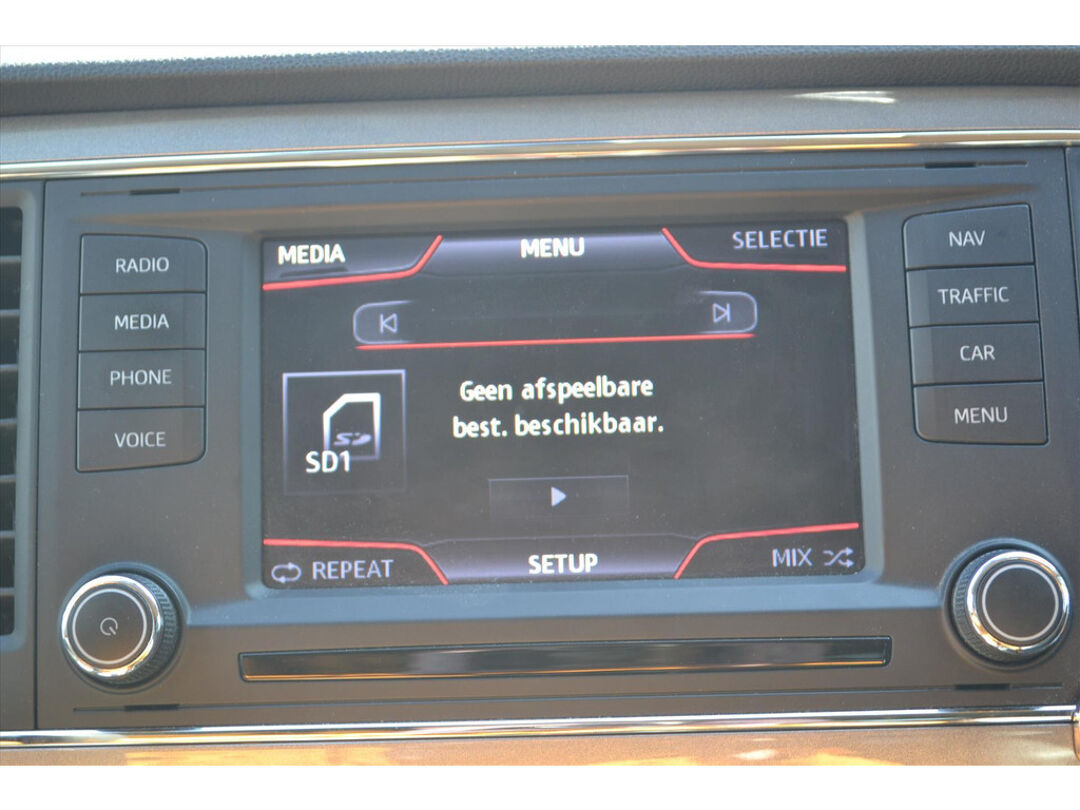 RADIO
MEDIA
PHONE
VOICE
MEDIA
MENU
SELECTIE
Geen afspeelbare
best. beschikbaar.
SD
SD1
REPEAT
SETUP
MIX
NAV
TRAFFIC
CAR
MENU